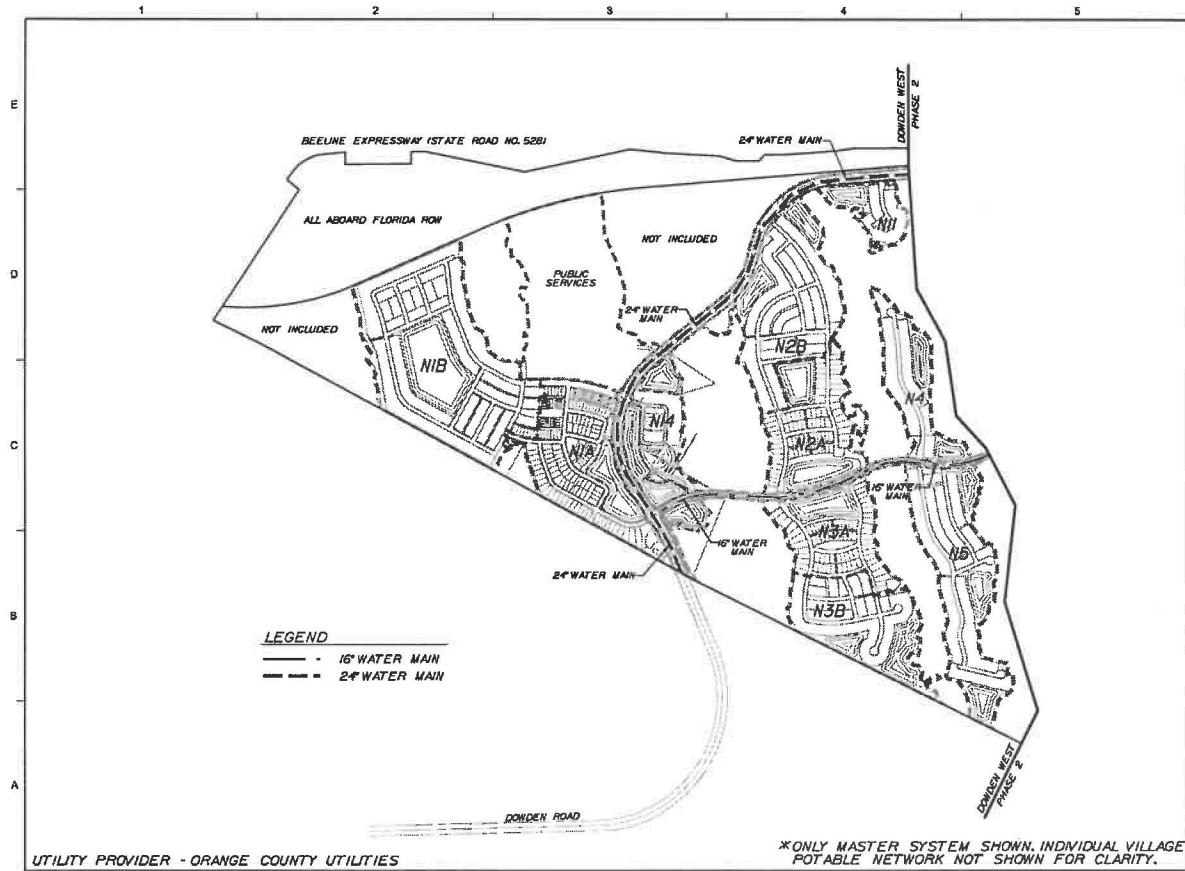 1
2
3
4
5
E
D
C
B
A
DOWDEN WEST
PHASE 2
BEELINE EXPRESSWAY (STATE ROAD NO. 528)
24" WATER MAIN
ALL ABOARD FLORIDA ROW
NOT INCLUDED
N11
PUBLIC
SERVICES
24" WATER
MAIN
NOT INCLUDED
N2B
N1B
N4
N14
N1A
N2A
16" WATER
MAIN
N3A
16" WATER
MAIN
24" WATER MAIN
N5
N3B
LEGEND
16" WATER MAIN
24" WATER MAIN
DOWDEN WEST
PHASE 2
DOWDEN ROAD
UTILITY PROVIDER - ORANGE COUNTY UTILITIES
*ONLY MASTER SYSTEM SHOWN. INDIVIDUAL VILLAGE
POTABLE NETWORK NOT SHOWN FOR CLARITY.